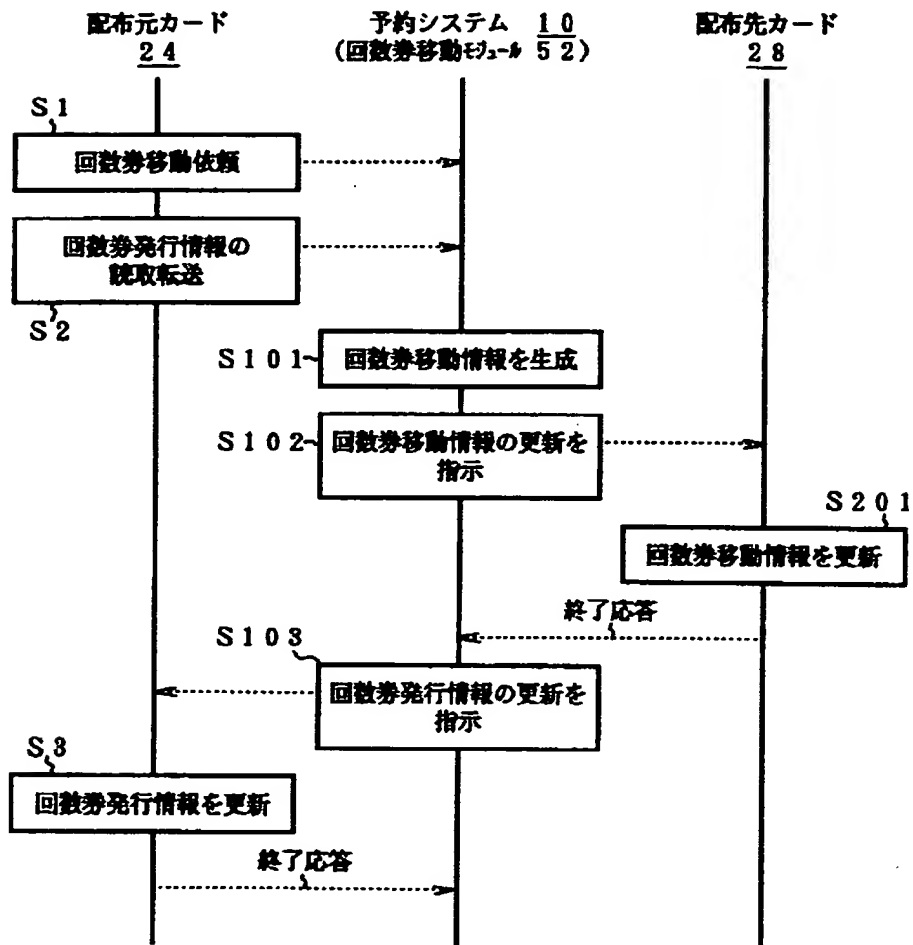 配布元カード
24
予約システム 10
(回数券移動モジュール 52)
配布先カード
28
S1
回数券移動依頼
回数券発行情報の
読取転送
S2
S101
回数券移動情報を生成
S102
回数券移動情報の更新を
指示
S201
回数券移動情報を更新
終了応答
S103
回数券発行情報の更新を
指示
S3
回数券発行情報を更新
終了応答